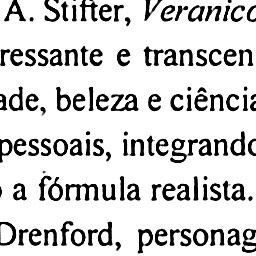 A. Stifter, Veranico
ressante e transcen
ade, beleza e ciência
pessoais, integrando
o a fórmula realista.
Drenford, personag